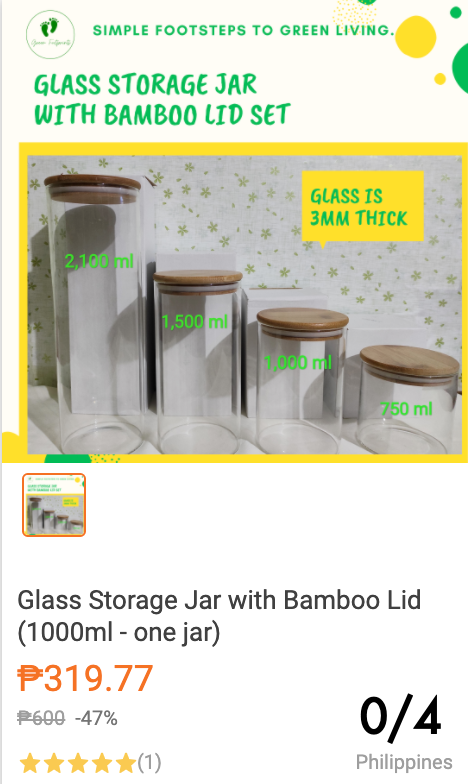 Green Footprints
SIMPLE FOOTSTEPS TO GREEN LIVING.
GLASS STORAGE JAR
WITH BAMBOO LID SET
GLASS IS
3MM THICK
2,100 ml
1,500 ml
1,000 ml
750 ml
Glass Storage Jar with Bamboo Lid
(1000ml - one jar)
₱319.77
₱600 -47%
0/4
(1)
Philippines